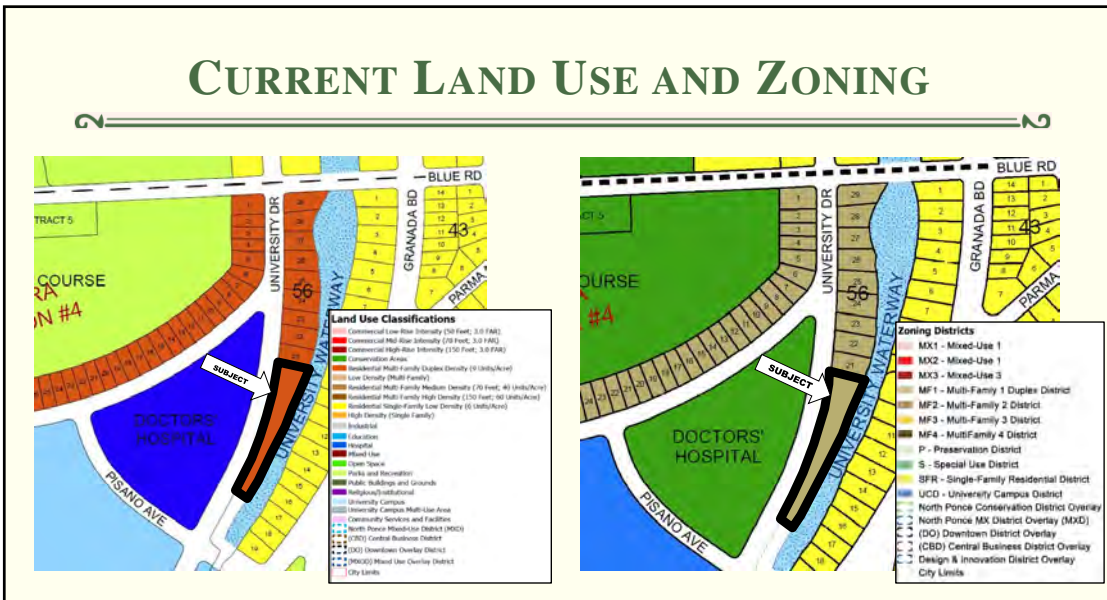 CURRENT LAND USE AND ZONING
BLUE RD
TRACT 5
COURSE
RA
ON #4
UNIVERSITY DR
GRANADA BD
43
PARMA
56
UNIVERSITY WATERWAY
SUBJECT
DOCTORS'
HOSPITAL
PISANO AVE
Land Use Classifications
Commercial Low-Rise Intensity (50 Feet; 3.0 FAR)
Commercial Mid-Rise Intensity (70 Feet; 3.0 FAR)
Commercial High-Rise Intensity (150 Feet; 3.0 FAR)
Conservation Areas
Residential Multi-Family Duplex Density (9 Units/Acre)
Low Density (Multi-Family)
Residential Multi-Family Medium Density (70 Feet; 40 Units/Acre)
Residential Multi-Family High Density (150 Feet; 60 Units/Acre)
Residential Single-Family Low Density (6 Units/Acre)
High Density (Single Family)
Industrial
Education
Hospital
Mixed-Use
Open Space
Parks and Recreation
Public Buildings and Grounds
Religious/Institutional
University Campus
University Campus Multi-Use Area
Community Services and Facilities
North Ponce Mixed-Use District (MXD)
(CBD) Central Business District
(DO) Downtown Overlay District
(MXOD) Mixed Use Overlay District
City Limits
BLUE RD
5
COURSE
#4
UNIVERSITY DR
GRANADA BD
43
PARMA
56
UNIVERSITY WATERWAY
SUBJECT
DOCTORS'
HOSPITAL
PISANO AVE
Zoning Districts
MX1 - Mixed-Use 1
MX2 - Mixed-Use 1
MX3 - Mixed-Use 3
MF1 - Multi-Family 1 Duplex District
MF2 - Multi-Family 2 District
MF3 - Multi-Family 3 District
MF4 - MultiFamily 4 District
P - Preservation District
S - Special Use District
SFR - Single-Family Residential District
UCD - University Campus District
North Ponce Conservation District Overlay
North Ponce MX District Overlay (MXD)
(DO) Downtown District Overlay
(CBD) Central Business District Overlay
Design & Innovation District Overlay
City Limits